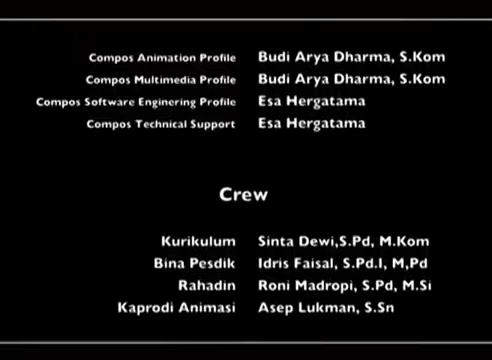 Compos Animation Profile Budi Arya Dharma, S.Kom
Compos Multimedia Profile Budi Arya Dharma, S.Kom
Compos Software Enginering Profile Esa Hergatama
Compos Technical Support Esa Hergatama
Crew
Kurikulum Sinta Dewi,S.Pd, M.Kom
Bina Pesdik Idris Faisal, S.Pd.I, M,Pd
Rahadin Roni Madropi, S.Pd, M.Si
Kaprodi Animasi Asep Lukman, S.Sn